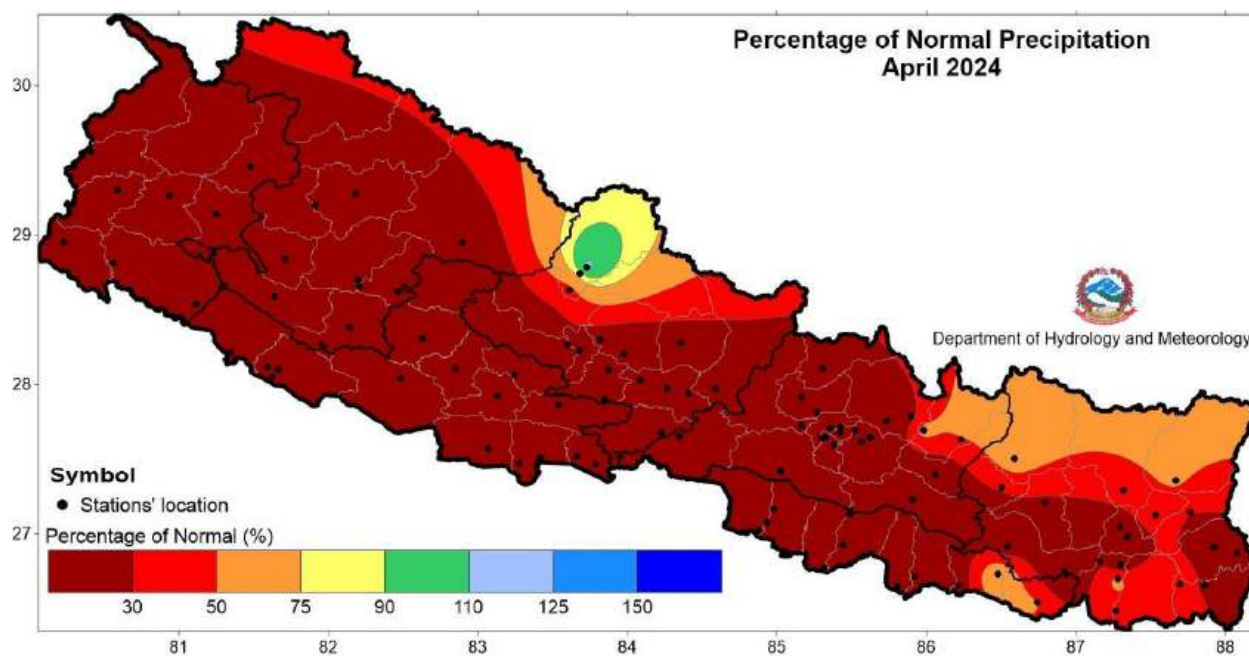 Percentage of Normal Precipitation
April 2024
30
29
28
27
Department of Hydrology and Meteorology
Symbol
Stations' location
Percentage of Normal (%)
30 50 75 90 110 125 150
81 82 83 84 85 86 87 88